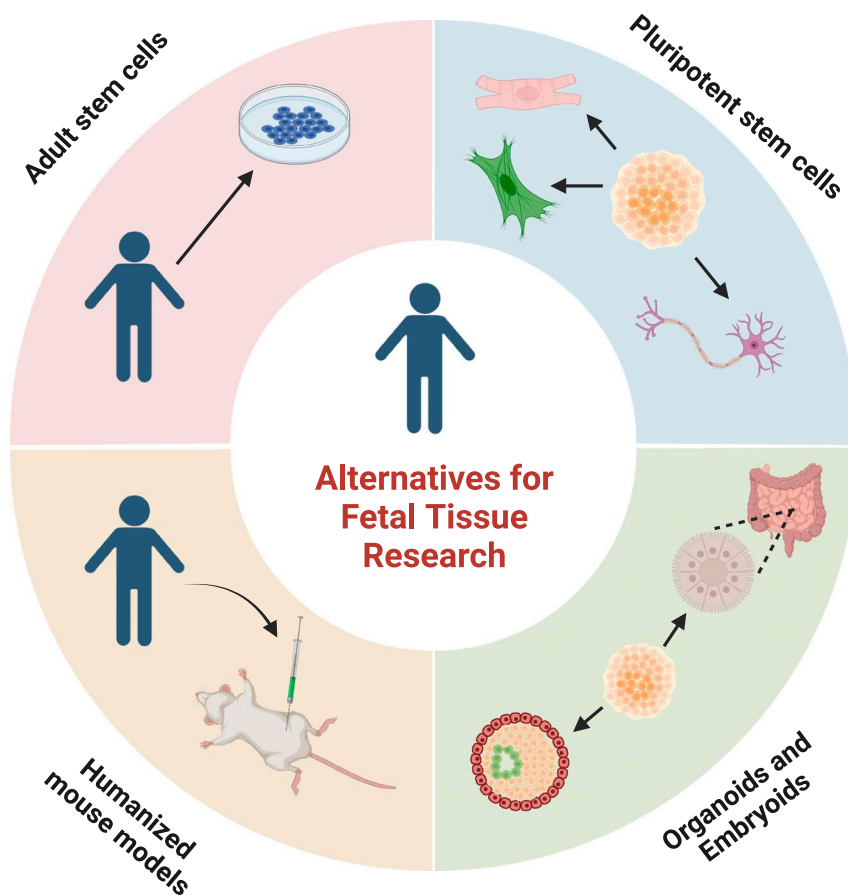 Adult stem cells
Pluripotent stem cells
Alternatives for
Fetal Tissue
Research
Humanized
mouse models
Organoids and
Embryoids